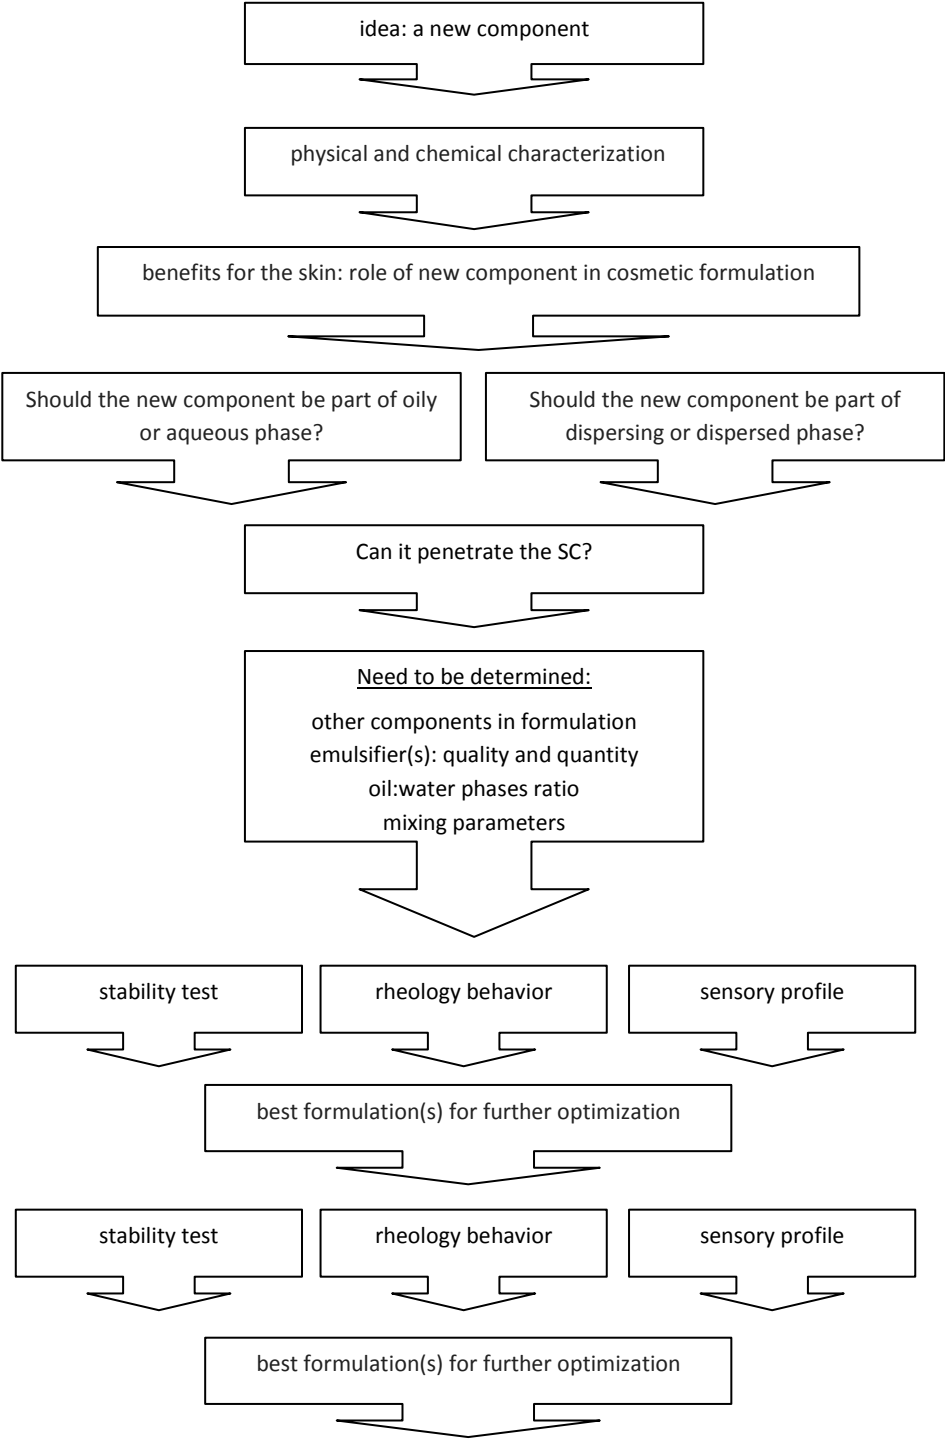 idea: a new component
physical and chemical characterization
benefits for the skin: role of new component in cosmetic formulation
Should the new component be part of oily
or aqueous phase?
Should the new component be part of
dispersing or dispersed phase?
Can it penetrate the SC?
Need to be determined:
other components in formulation
emulsifier(s): quality and quantity
oil:water phases ratio
mixing parameters
stability test
rheology behavior
sensory profile
best formulation(s) for further optimization
stability test
rheology behavior
sensory profile
best formulation(s) for further optimization